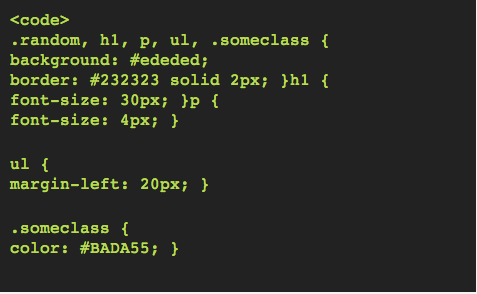 <code>
.random, h1, p, ul, .someclass {
background: #ededed;
border: #232323 solid 2px; }h1 {
font-size: 30px; }p {
font-size: 4px; }
ul {
margin-left: 20px; }
.someclass {
color: #BADA55; }